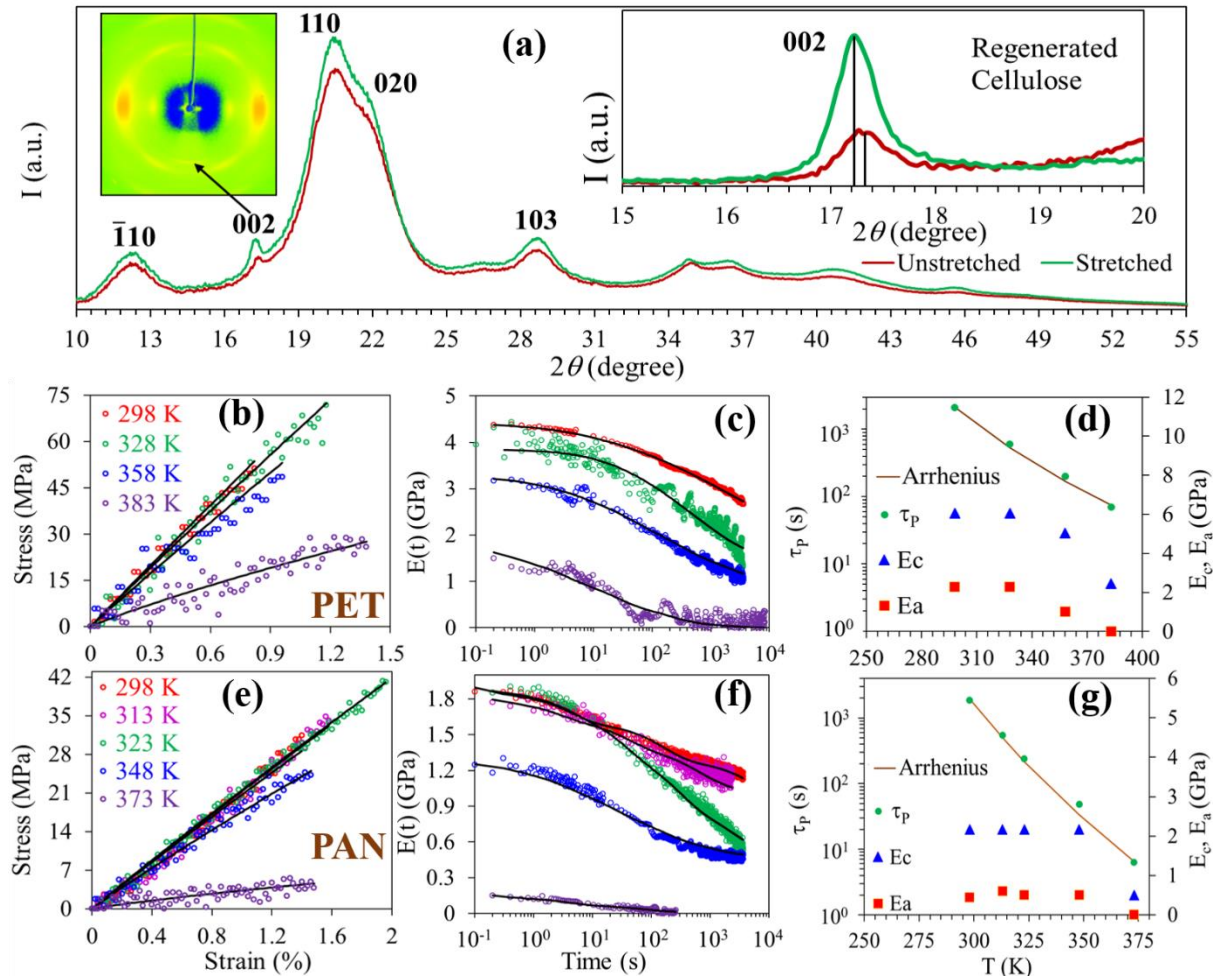 (a)
110
020
002
1̅10
002
103
I (a.u.)
10 13 16 19 22 25 28 31 34 37 40 43 46 49 52 55
2θ (degree)
Unstretched
Stretched
002
Regenerated
Cellulose
I (a.u.)
15 16 17 18 19 20
2θ (degree)
(b)
298 K
328 K
358 K
383 K
PET
Stress (MPa)
75
60
45
30
15
0
0 0.3 0.6 0.9 1.2 1.5
(c)
E(t) (GPa)
5
4
3
2
1
0
10⁻¹ 10⁰ 10¹ 10² 10³ 10⁴
(d)
Arrhenius
τP
Ec
Ea
τP (s)
10³
10²
10¹
10⁰
260 280 300 320 340 360 380 400
12
10
8
6
4
2
0
Ec, Ea (GPa)
(e)
298 K
313 K
323 K
348 K
373 K
PAN
Stress (MPa)
42
35
28
21
14
7
0
0 0.4 0.8 1.2 1.6 2
Strain (%)
(f)
E(t) (GPa)
1.8
1.5
1.2
0.9
0.6
0.3
0
10⁻¹ 10⁰ 10¹ 10² 10³ 10⁴
Time (s)
(g)
Arrhenius
τP
Ec
Ea
τP (s)
10³
10²
10¹
10⁰
250 275 300 325 350 375
T (K)
6
5
4
3
2
1
0
Ec, Ea (GPa)